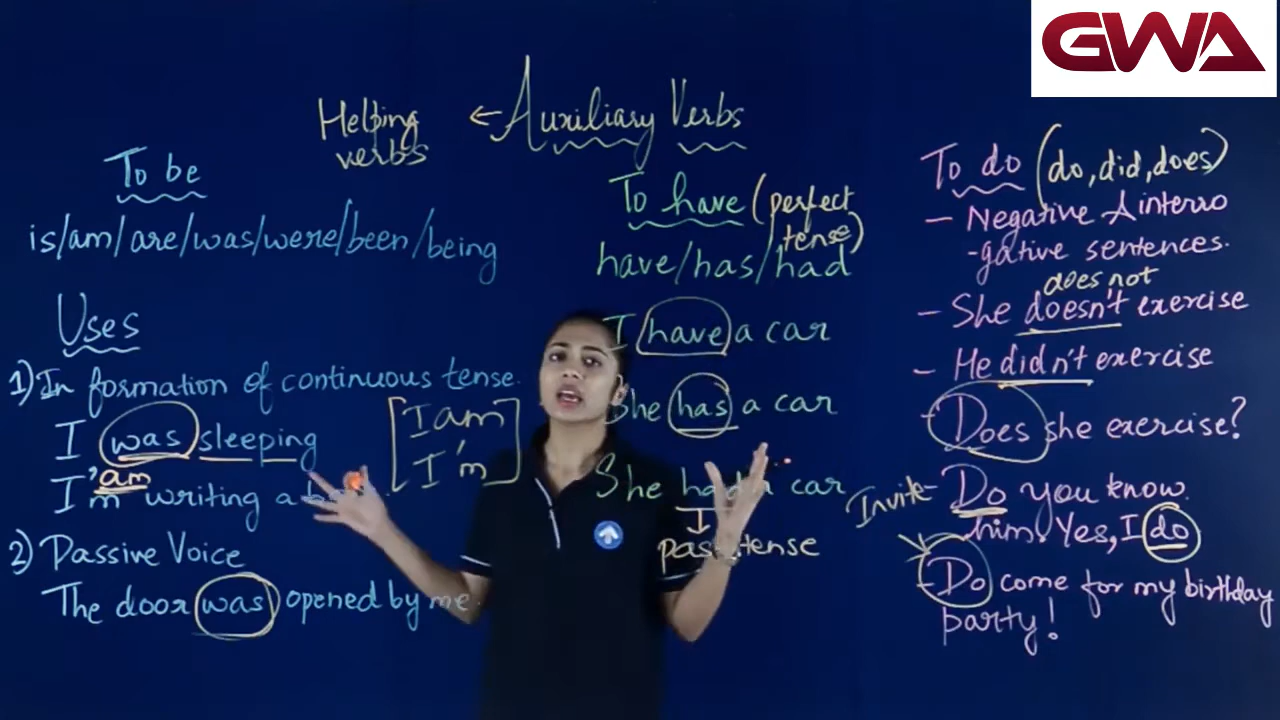 GWA
Auxiliary Verbs
← Helping
verbs
To be
is/am/are/was/were/been/being
Uses
1) In formation of continuous tense.
I was sleeping
am
I'm writing a
I am
I'm
2) Passive Voice
The door was opened by me.
To have (perfect
tense)
have/has/had
I have a car
She has a car
She had a car
past tense
To do (do, did, does)
- Negative & interro
-gative sentences.
does not
- She doesn't exercise
- He didn't exercise
- Does she exercise?
Invite
- Do you know
him. Yes, I do
- Do come for my birthday
party!